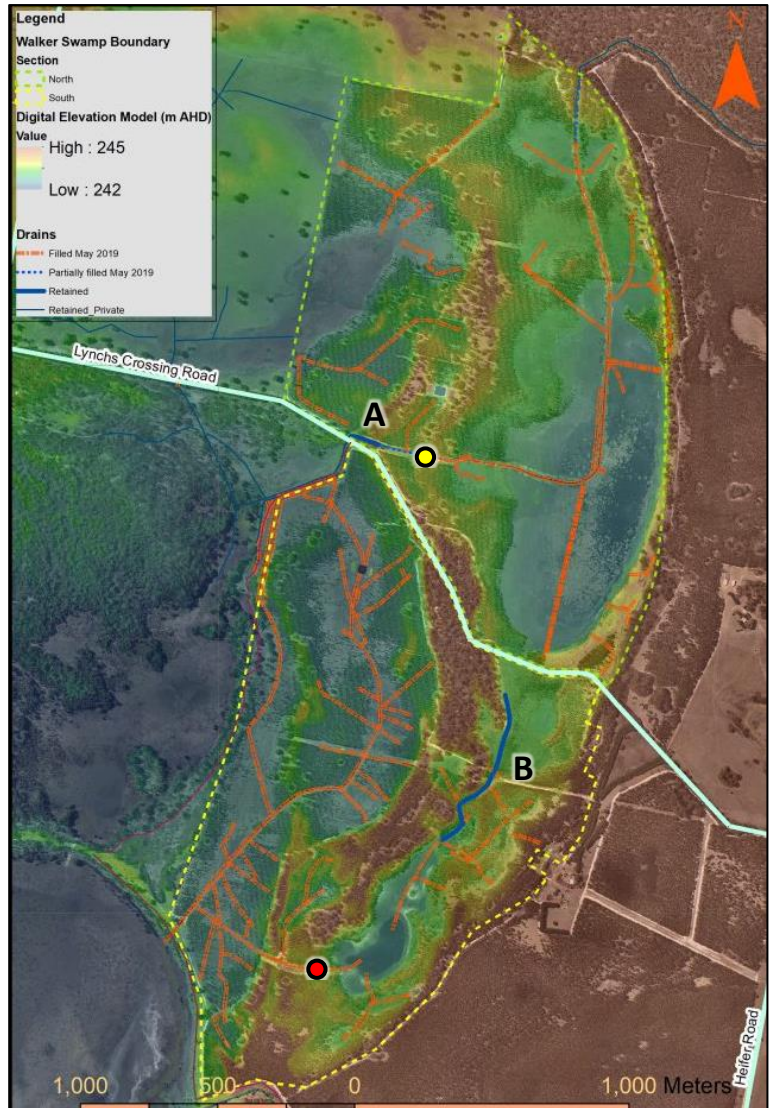 Legend
Walker Swamp Boundary
Section
North
South
Digital Elevation Model (m AHD)
Value
High : 245
Low : 242
Drains
Filled May 2019
Partially filled May 2019
Retained
Retained_Private
N
Lynchs Crossing Road
A
B
Heifer Road
1,000 500 0 1,000 Meters